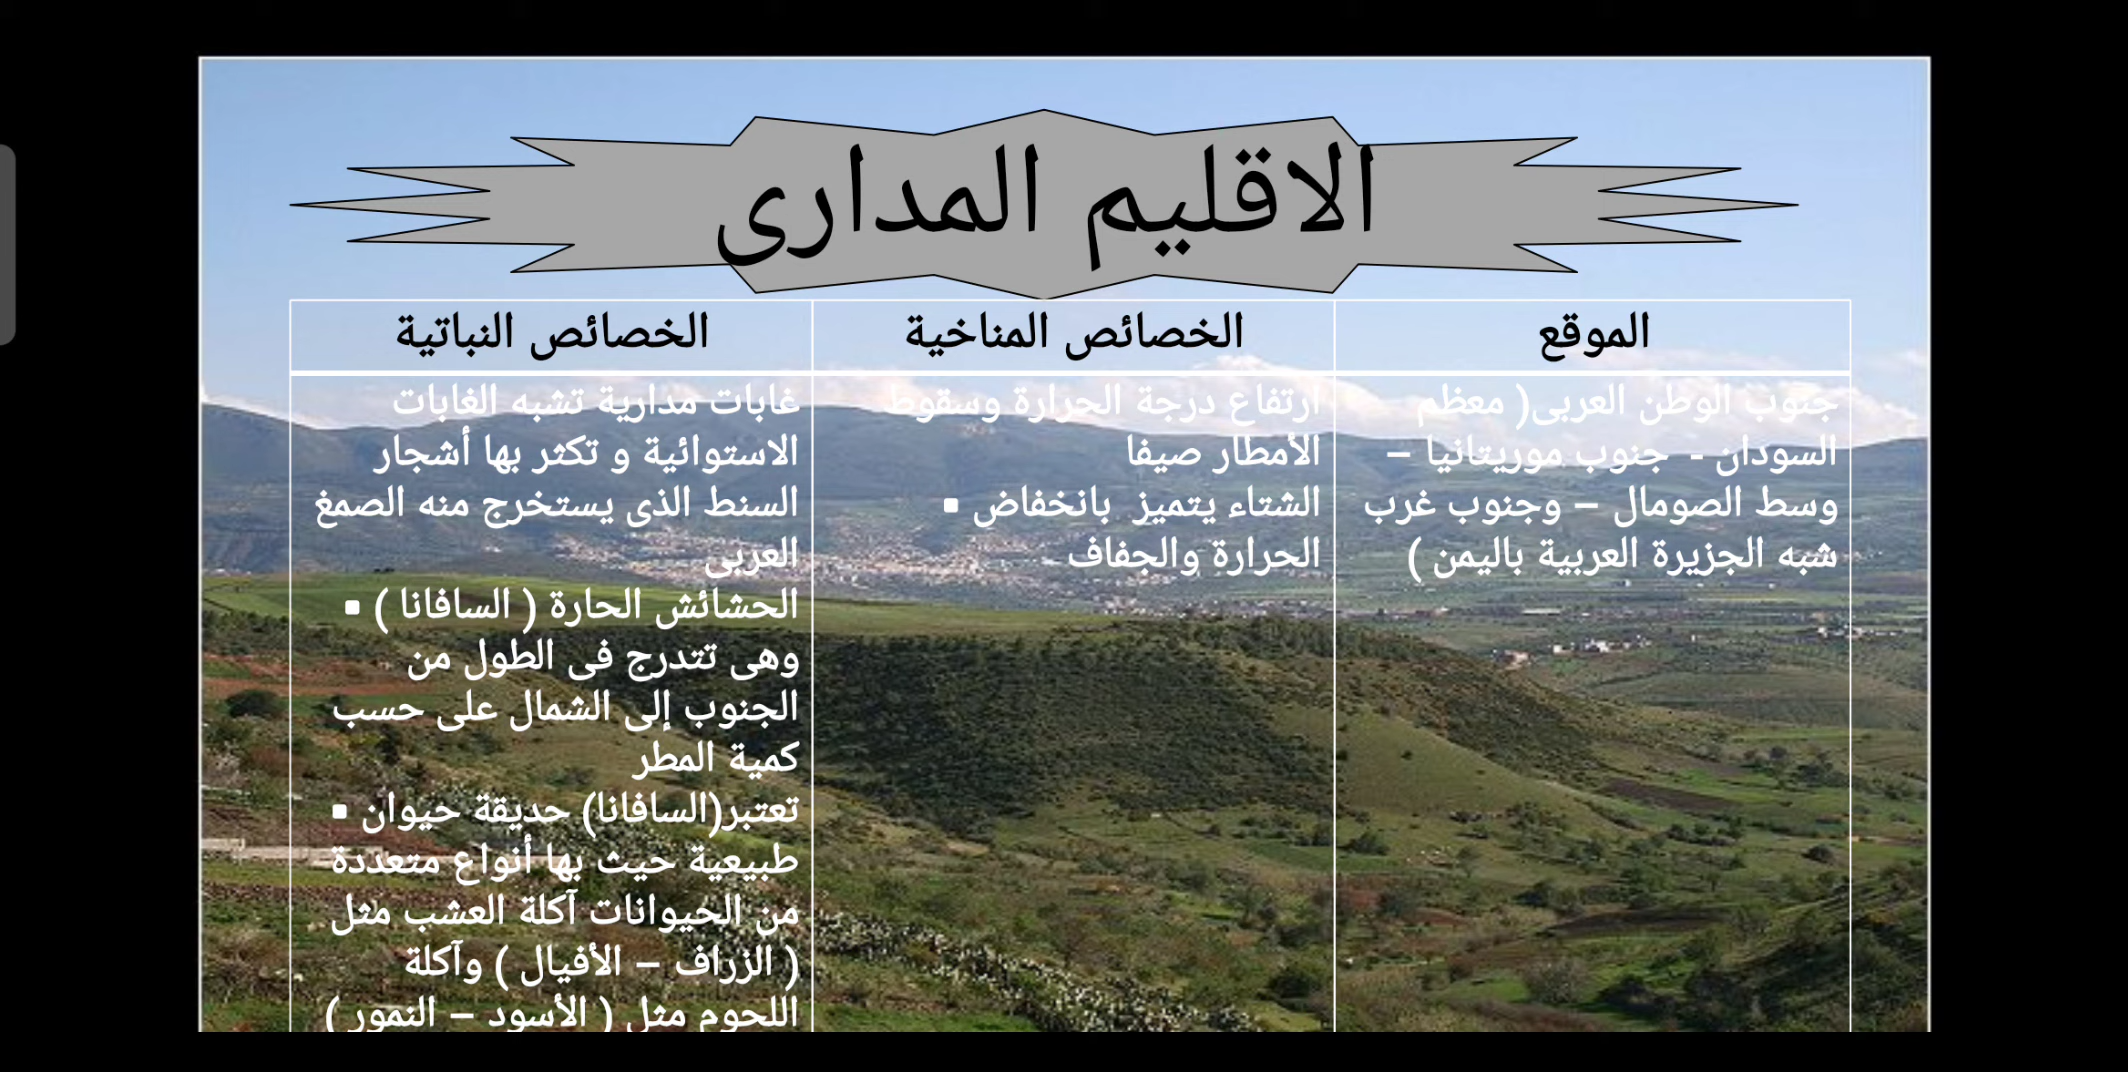 الاقليم المدارى
الموقع
الخصائص المناخية
الخصائص النباتية
جنوب الوطن العربى( معظم
السودان - جنوب موريتانيا –
وسط الصومال – وجنوب غرب
شبه الجزيرة العربية باليمن )
ارتفاع درجة الحرارة وسقوط
الأمطار صيفا
الشتاء يتميز بانخفاض ▪
الحرارة والجفاف
غابات مدارية تشبه الغابات
الاستوائية و تكثر بها أشجار
السنط الذى يستخرج منه الصمغ
العربى
الحشائش الحارة ( السافانا ) ▪
وهى تتدرج فى الطول من
الجنوب إلى الشمال على حسب
كمية المطر
تعتبر(السافانا) حديقة حيوان ▪
طبيعية حيث بها أنواع متعددة
من الحيوانات آكلة العشب مثل
( الزراف – الأفيال ) وآكلة
اللحوم مثل ( الأسود – النمور )